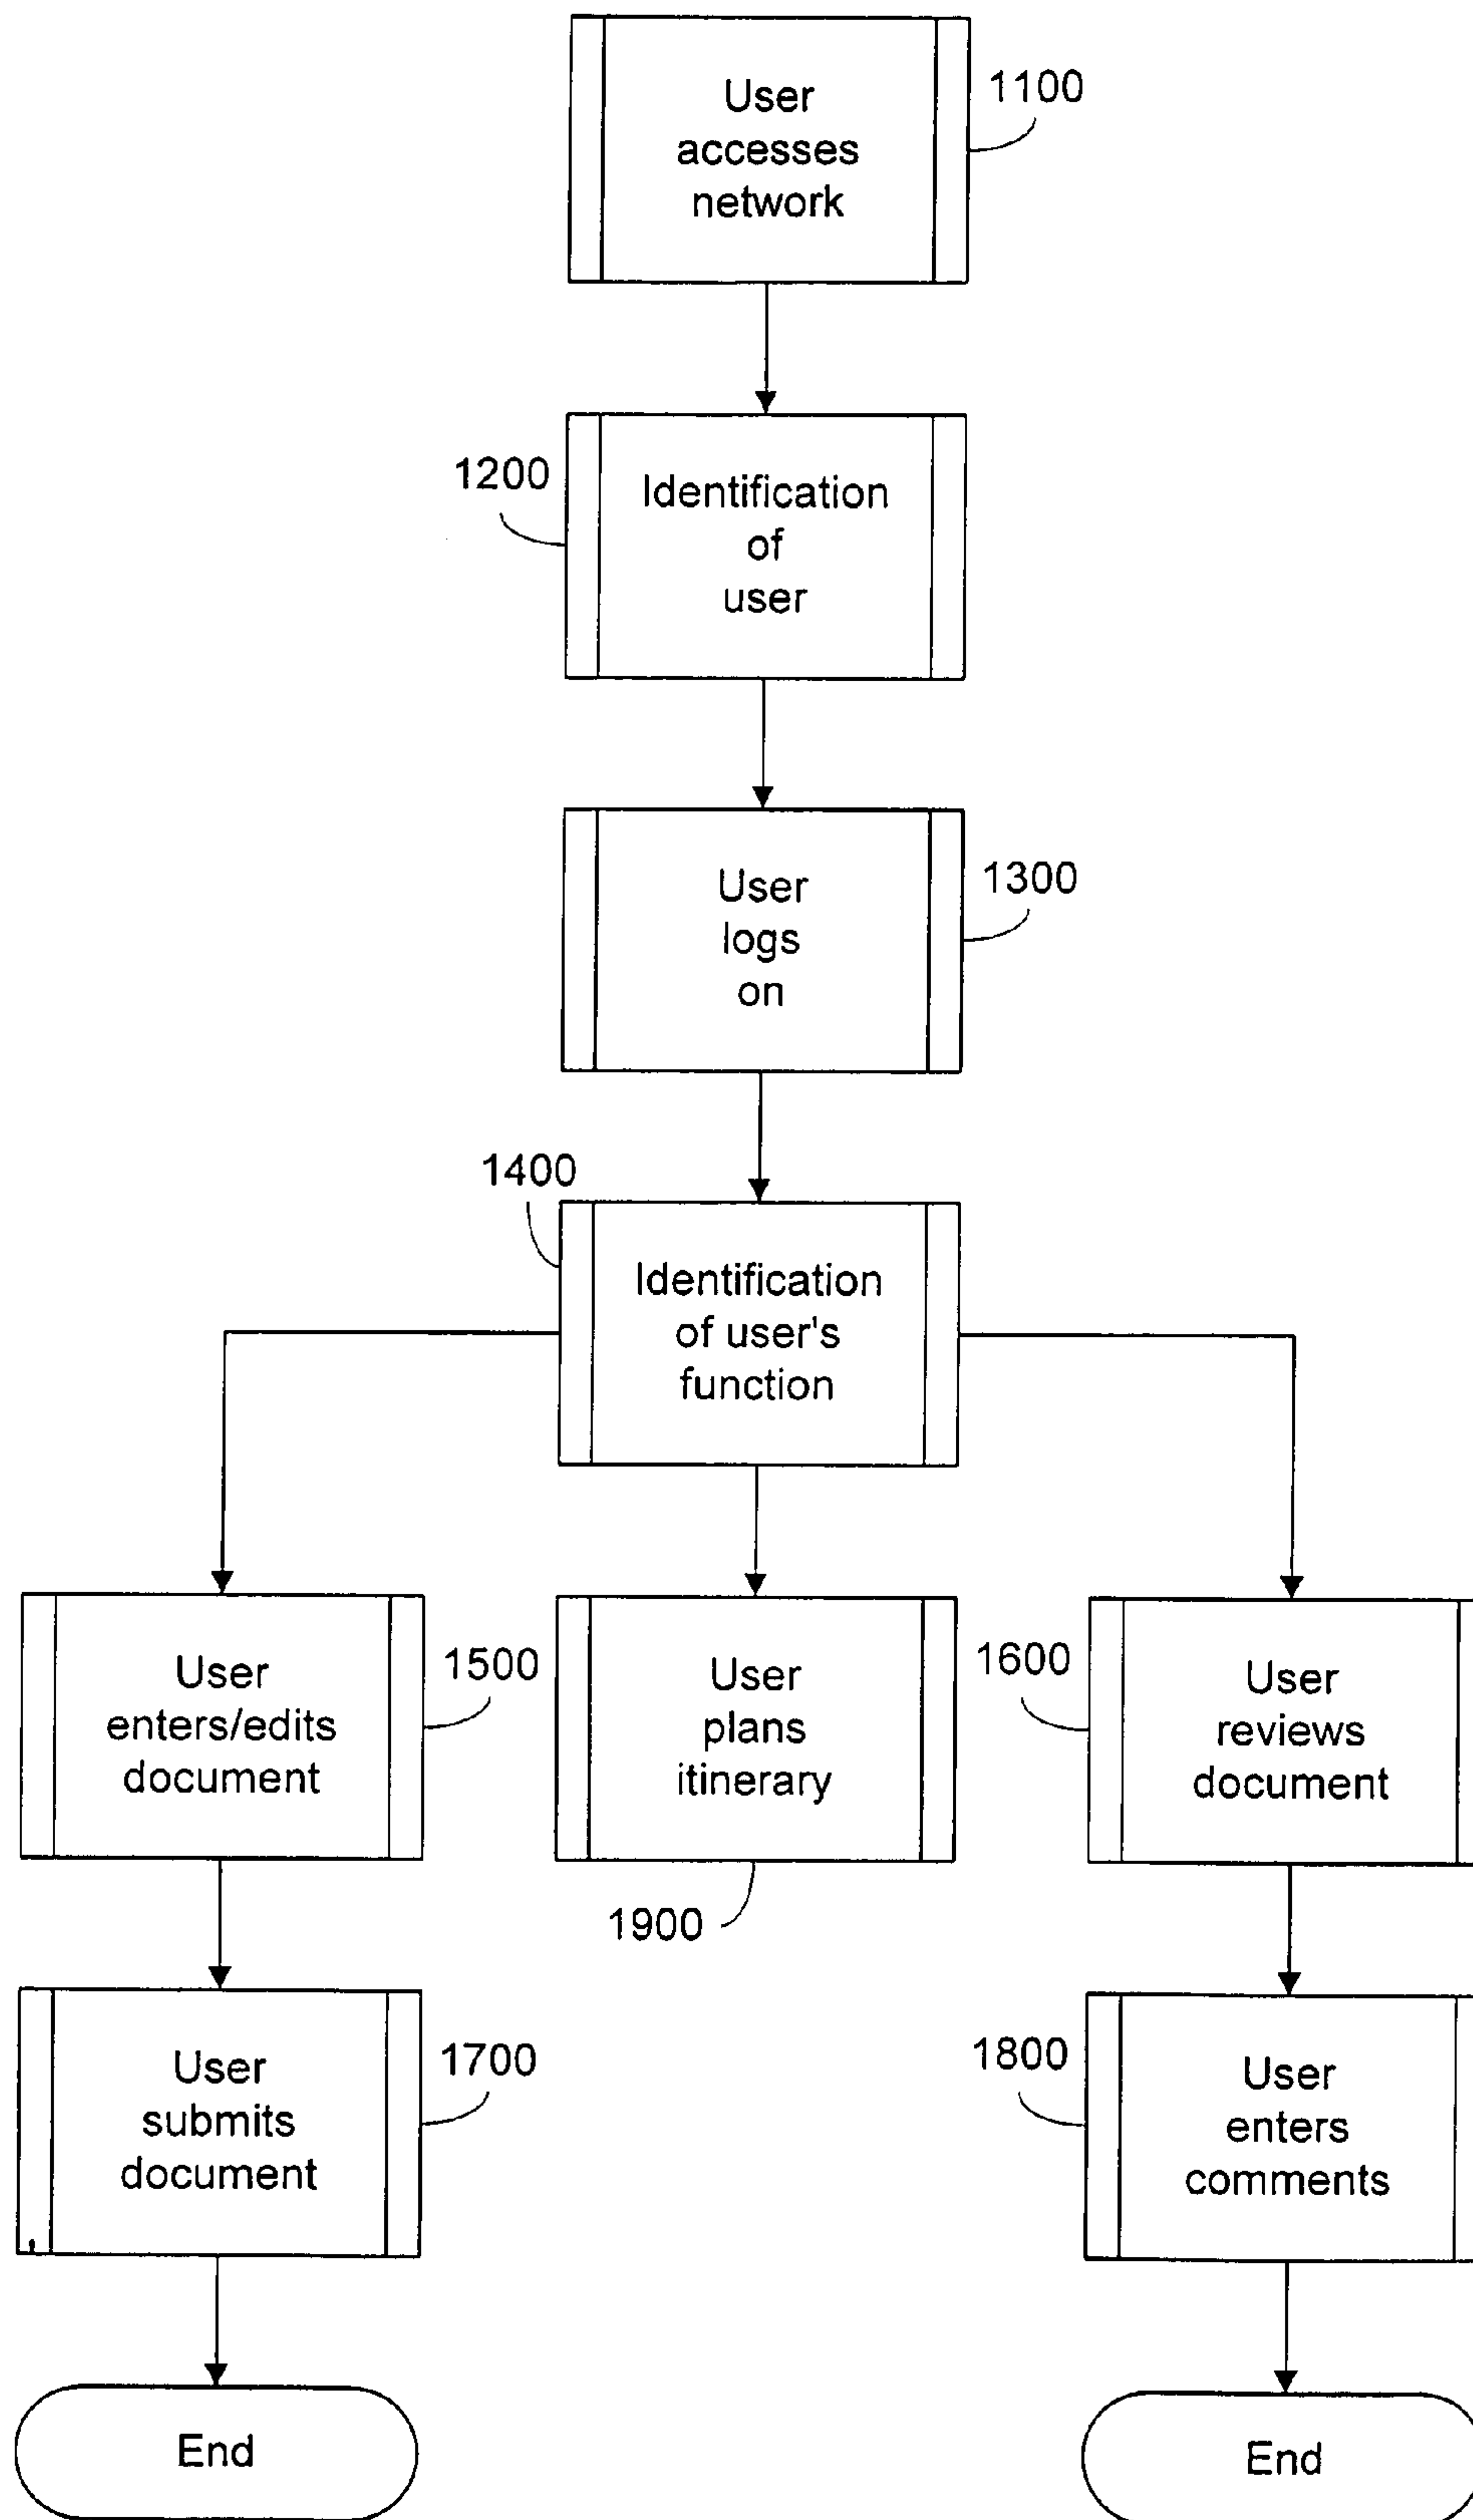 User
accesses
network
1100
1200
Identification
of
user
User
logs
on
1300
1400
Identification
of user's
function
User
enters/edits
document
1500
User
plans
itinerary
1900
1600
User
reviews
document
User
submits
document
1700
1800
User
enters
comments
End
End